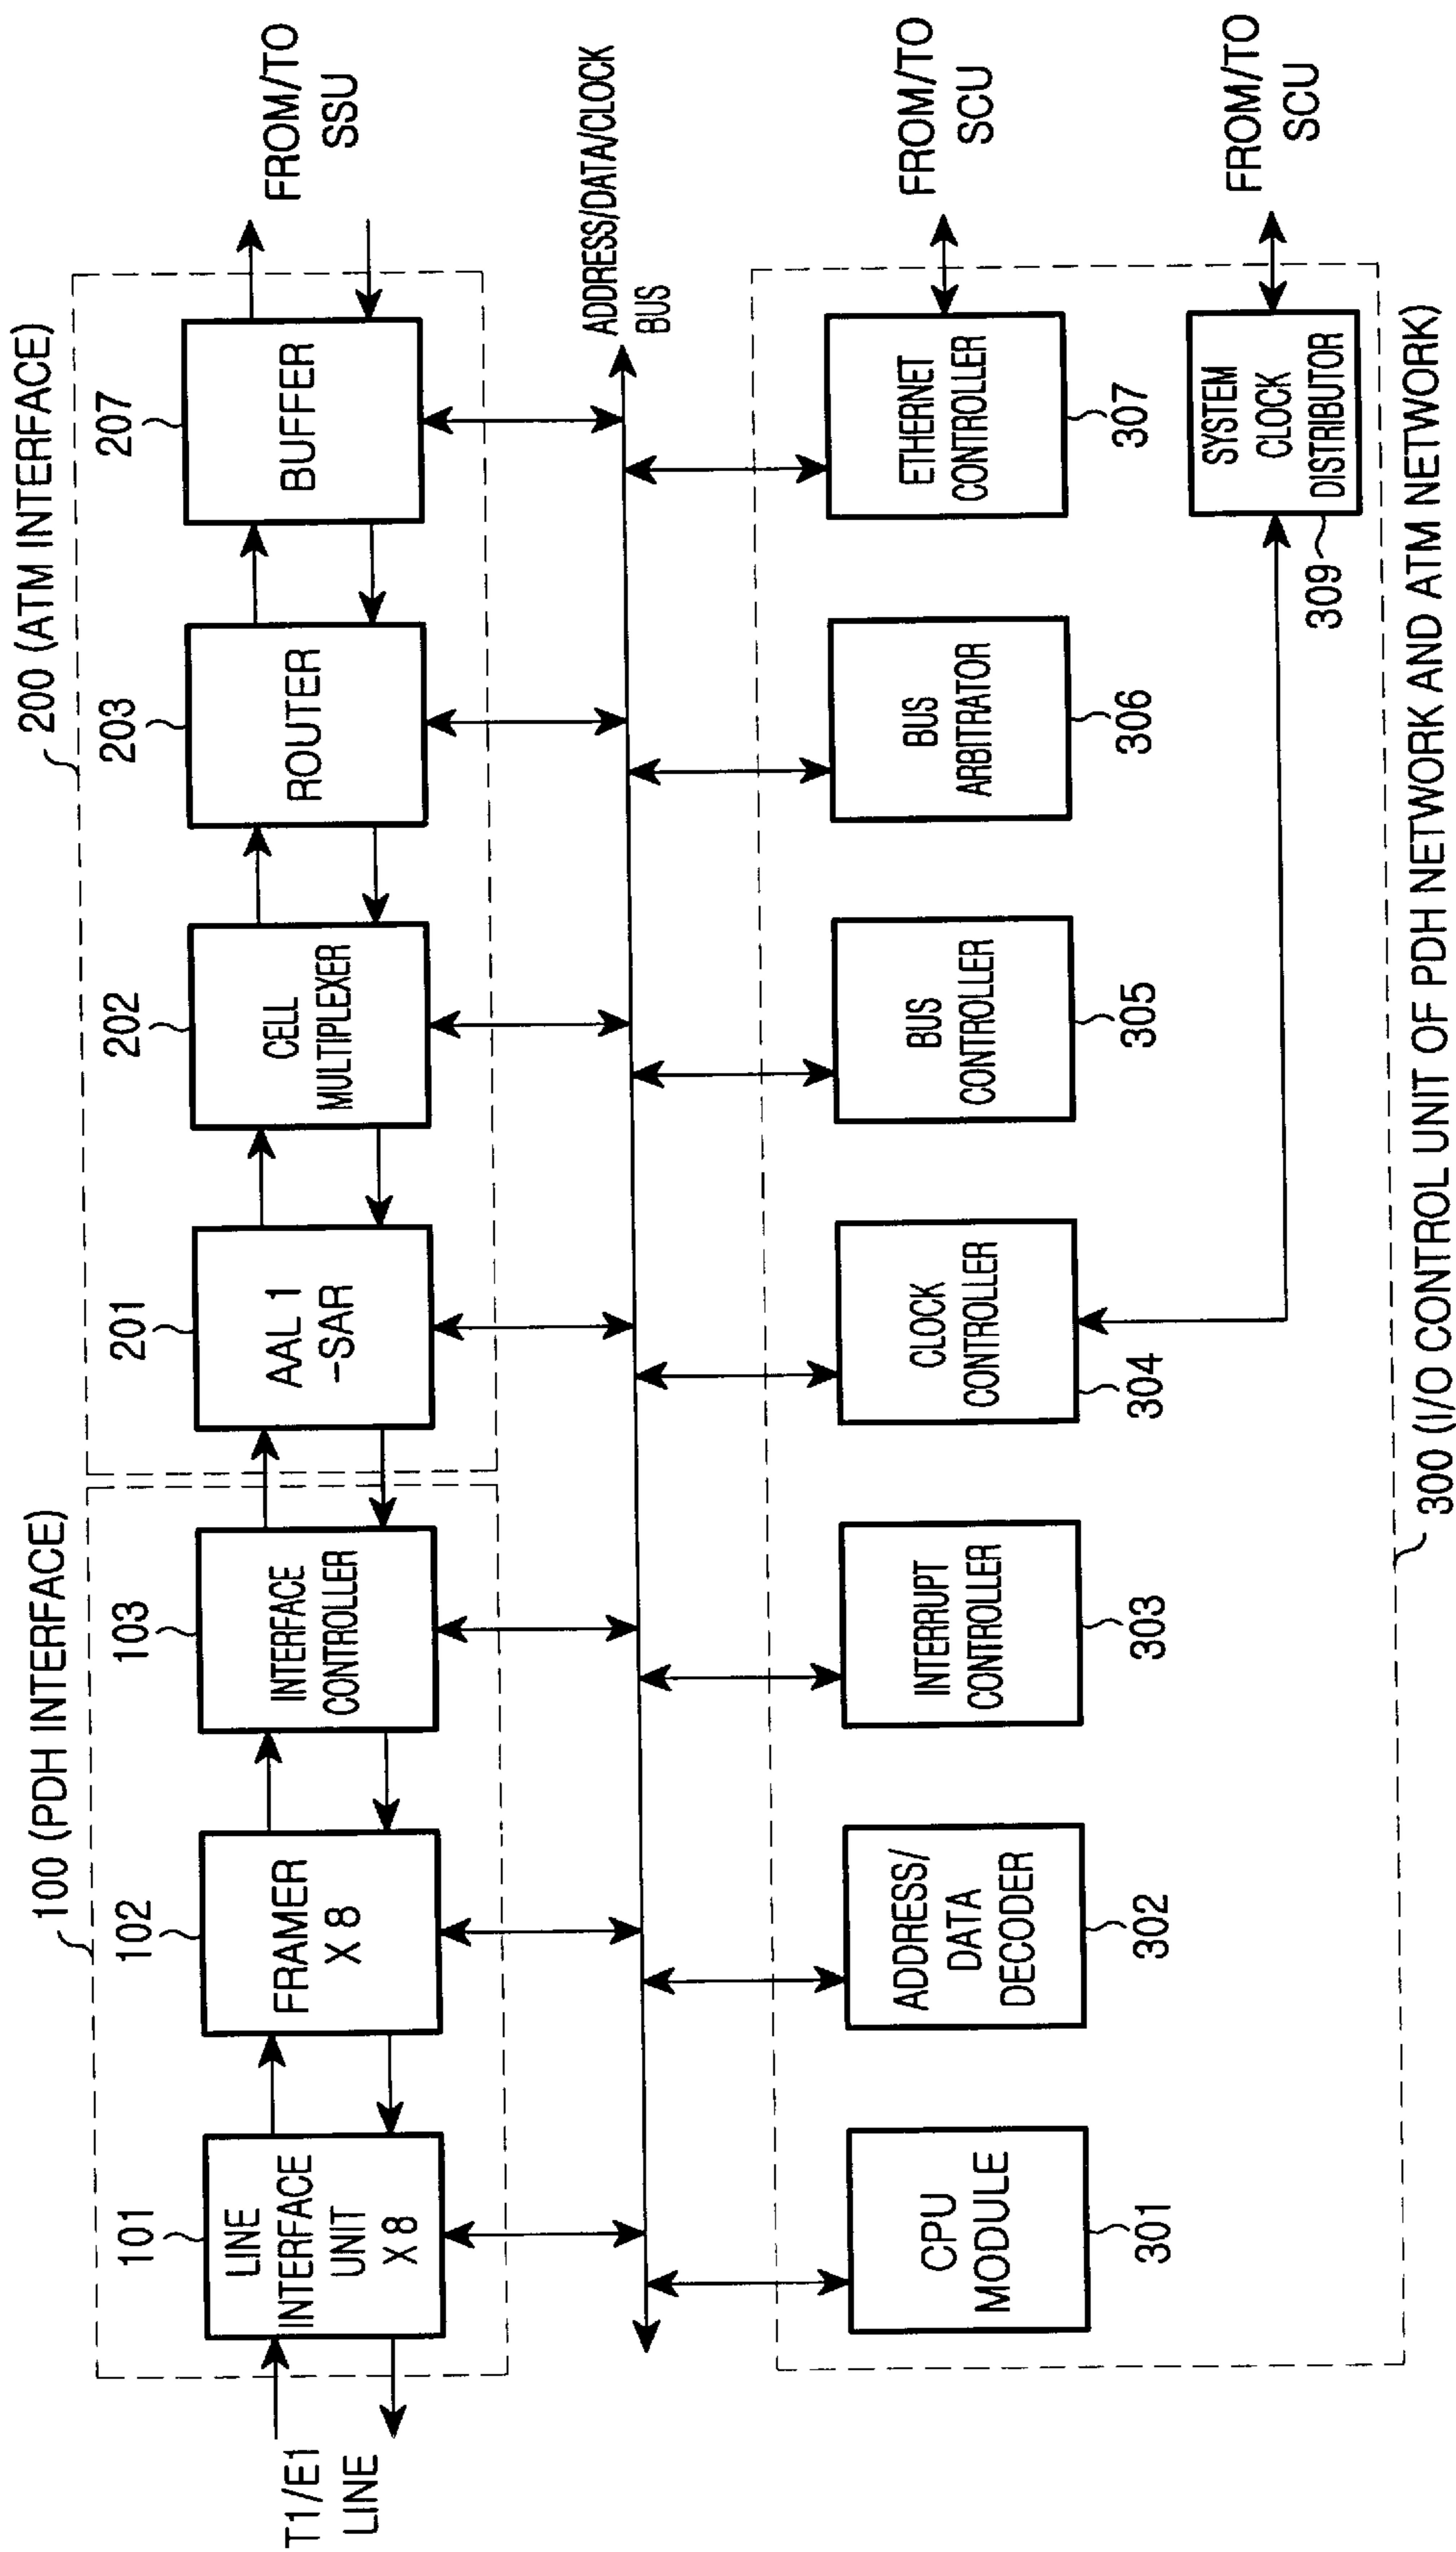 100 (PDH INTERFACE)
200 (ATM INTERFACE)
T1/E1
LINE
101
LINE
INTERFACE
UNIT
X 8
102
FRAMER
X 8
103
INTERFACE
CONTROLLER
201
AAL 1
-SAR
202
CELL
MULTIPLEXER
203
ROUTER
207
BUFFER
FROM/TO
SSU
ADDRESS/DATA/CLOCK
BUS
CPU
MODULE
301
ADDRESS/
DATA
DECODER
302
INTERRUPT
CONTROLLER
303
CLOCK
CONTROLLER
304
BUS
CONTROLLER
305
BUS
ARBITRATOR
306
ETHERNET
CONTROLLER
307
FROM/TO
SCU
SYSTEM
CLOCK
DISTRIBUTOR
309
FROM/TO
SCU
300 (I/O CONTROL UNIT OF PDH NETWORK AND ATM NETWORK)